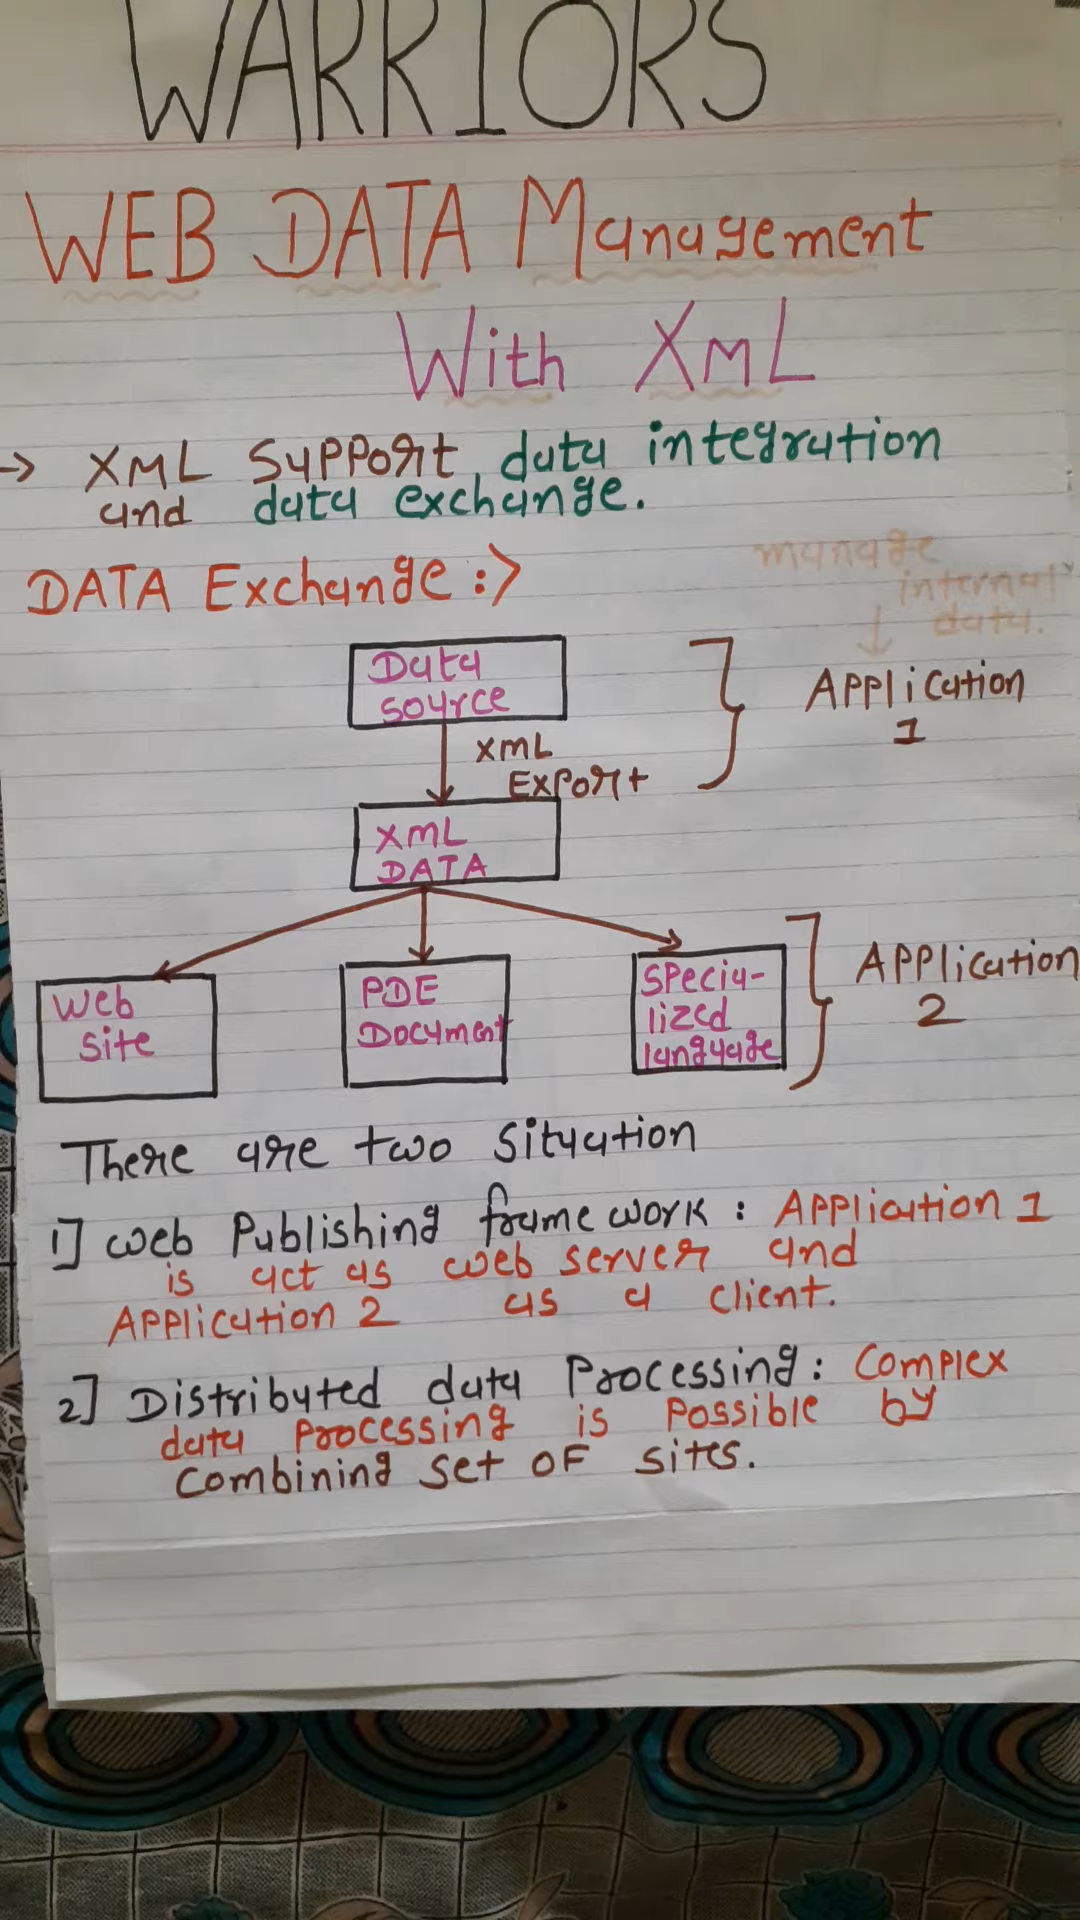 WARRIORS
WEB DATA Management
With XML
→ XML Support data integration
and data exchange.
DATA Exchange :>
manage
internal
data.
Data
source
APPlication
1
XML
EXPort
XML
DATA
Web
Site
PDE
Document
SPecia-
lized
language
APPlication
2
There are two Situation
1] web Publishing frame work : APPlication 1
is act as web server and
APPlication 2 as a client.
2] Distributed data Processing : Complex
data Processing is Possible by
Combining set OF sites.